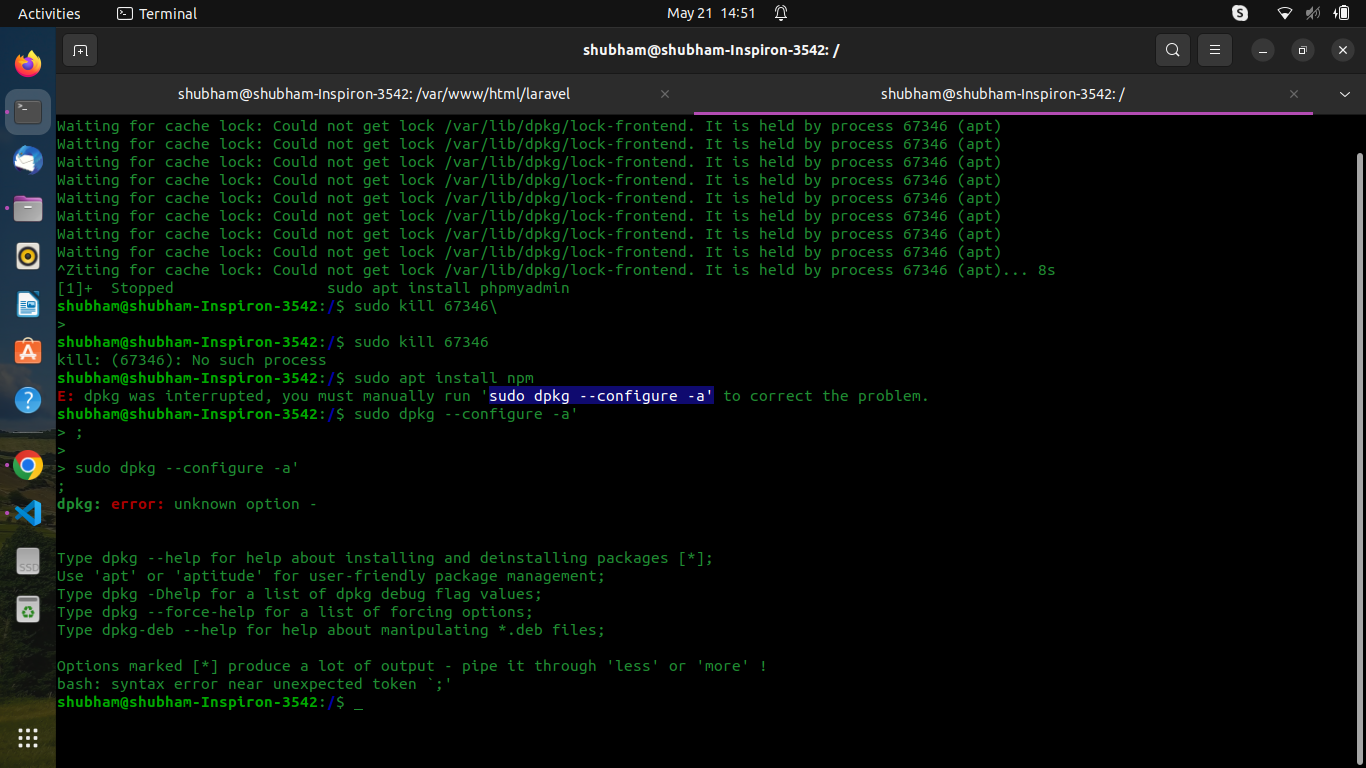 Activities
Terminal
May 21 14:51
S
shubham@shubham-Inspiron-3542: /
shubham@shubham-Inspiron-3542: /var/www/html/laravel
shubham@shubham-Inspiron-3542: /
Waiting for cache lock: Could not get lock /var/lib/dpkg/lock-frontend. It is held by process 67346 (apt)
Waiting for cache lock: Could not get lock /var/lib/dpkg/lock-frontend. It is held by process 67346 (apt)
Waiting for cache lock: Could not get lock /var/lib/dpkg/lock-frontend. It is held by process 67346 (apt)
Waiting for cache lock: Could not get lock /var/lib/dpkg/lock-frontend. It is held by process 67346 (apt)
Waiting for cache lock: Could not get lock /var/lib/dpkg/lock-frontend. It is held by process 67346 (apt)
Waiting for cache lock: Could not get lock /var/lib/dpkg/lock-frontend. It is held by process 67346 (apt)
Waiting for cache lock: Could not get lock /var/lib/dpkg/lock-frontend. It is held by process 67346 (apt)
Waiting for cache lock: Could not get lock /var/lib/dpkg/lock-frontend. It is held by process 67346 (apt)
^Ziting for cache lock: Could not get lock /var/lib/dpkg/lock-frontend. It is held by process 67346 (apt)... 8s
[1]+  Stopped                 sudo apt install phpmyadmin
shubham@shubham-Inspiron-3542:/$ sudo kill 67346\
>
shubham@shubham-Inspiron-3542:/$ sudo kill 67346
kill: (67346): No such process
shubham@shubham-Inspiron-3542:/$ sudo apt install npm
E: dpkg was interrupted, you must manually run 'sudo dpkg --configure -a' to correct the problem.
shubham@shubham-Inspiron-3542:/$ sudo dpkg --configure -a'
> ;
>
> sudo dpkg --configure -a'
;
dpkg: error: unknown option -
Type dpkg --help for help about installing and deinstalling packages [*];
Use 'apt' or 'aptitude' for user-friendly package management;
Type dpkg -Dhelp for a list of dpkg debug flag values;
Type dpkg --force-help for a list of forcing options;
Type dpkg-deb --help for help about manipulating *.deb files;
Options marked [*] produce a lot of output - pipe it through 'less' or 'more' !
bash: syntax error near unexpected token `;'
shubham@shubham-Inspiron-3542:/$ _
SSD